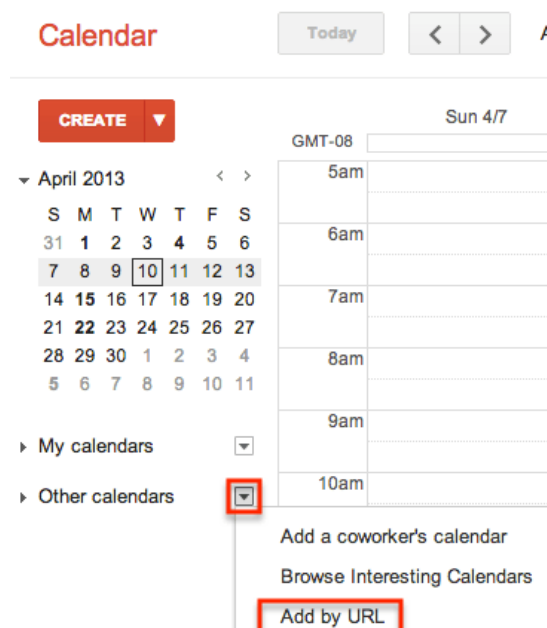 Calendar
Today
A
CREATE
Sun 4/7
GMT-08
April 2013
S M T W T F S
31 1 2 3 4 5 6
7 8 9 10 11 12 13
14 15 16 17 18 19 20
21 22 23 24 25 26 27
28 29 30 1 2 3 4
5 6 7 8 9 10 11
My calendars
Other calendars
5am
6am
7am
8am
9am
10am
Add a coworker's calendar
Browse Interesting Calendars
Add by URL